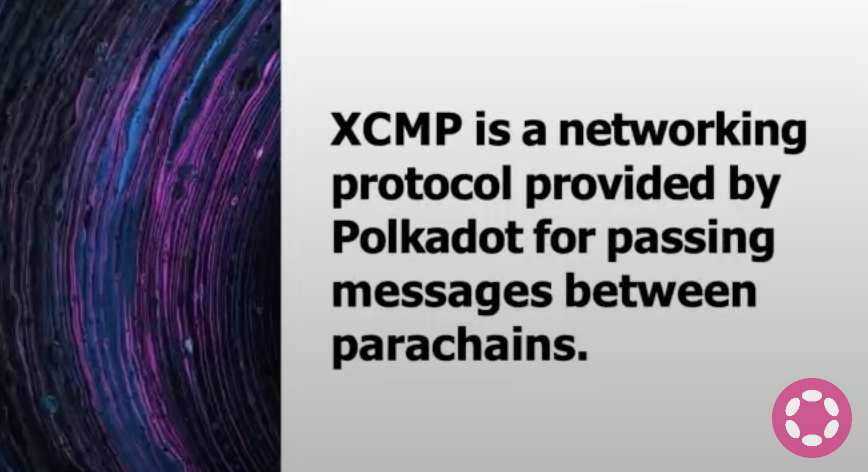 XCMP is a networking
protocol provided by
Polkadot for passing
messages between
parachains.